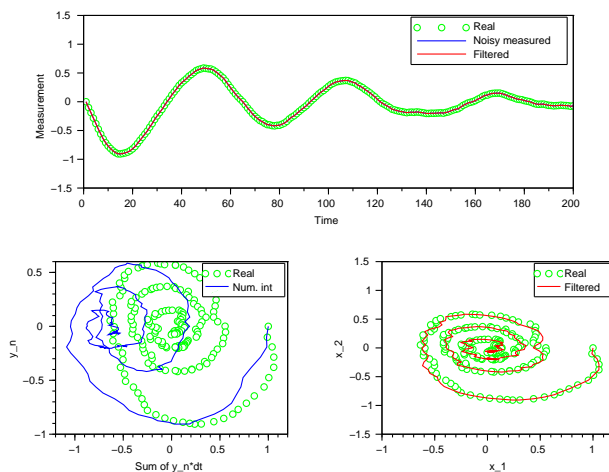 1.5
1
0.5
0
−0.5
−1
−1.5
Measurement
0 20 40 60 80 100 120 140 160 180 200
Time
Real
Noisy measured
Filtered
0.5
0
−0.5
−1
y_n
−1 −0.5 0 0.5 1
Sum of y_n*dt
Real
Num. int
1.5
1
0.5
0
−0.5
−1
−1.5
x_2
−1 −0.5 0 0.5 1
x_1
Real
Filtered